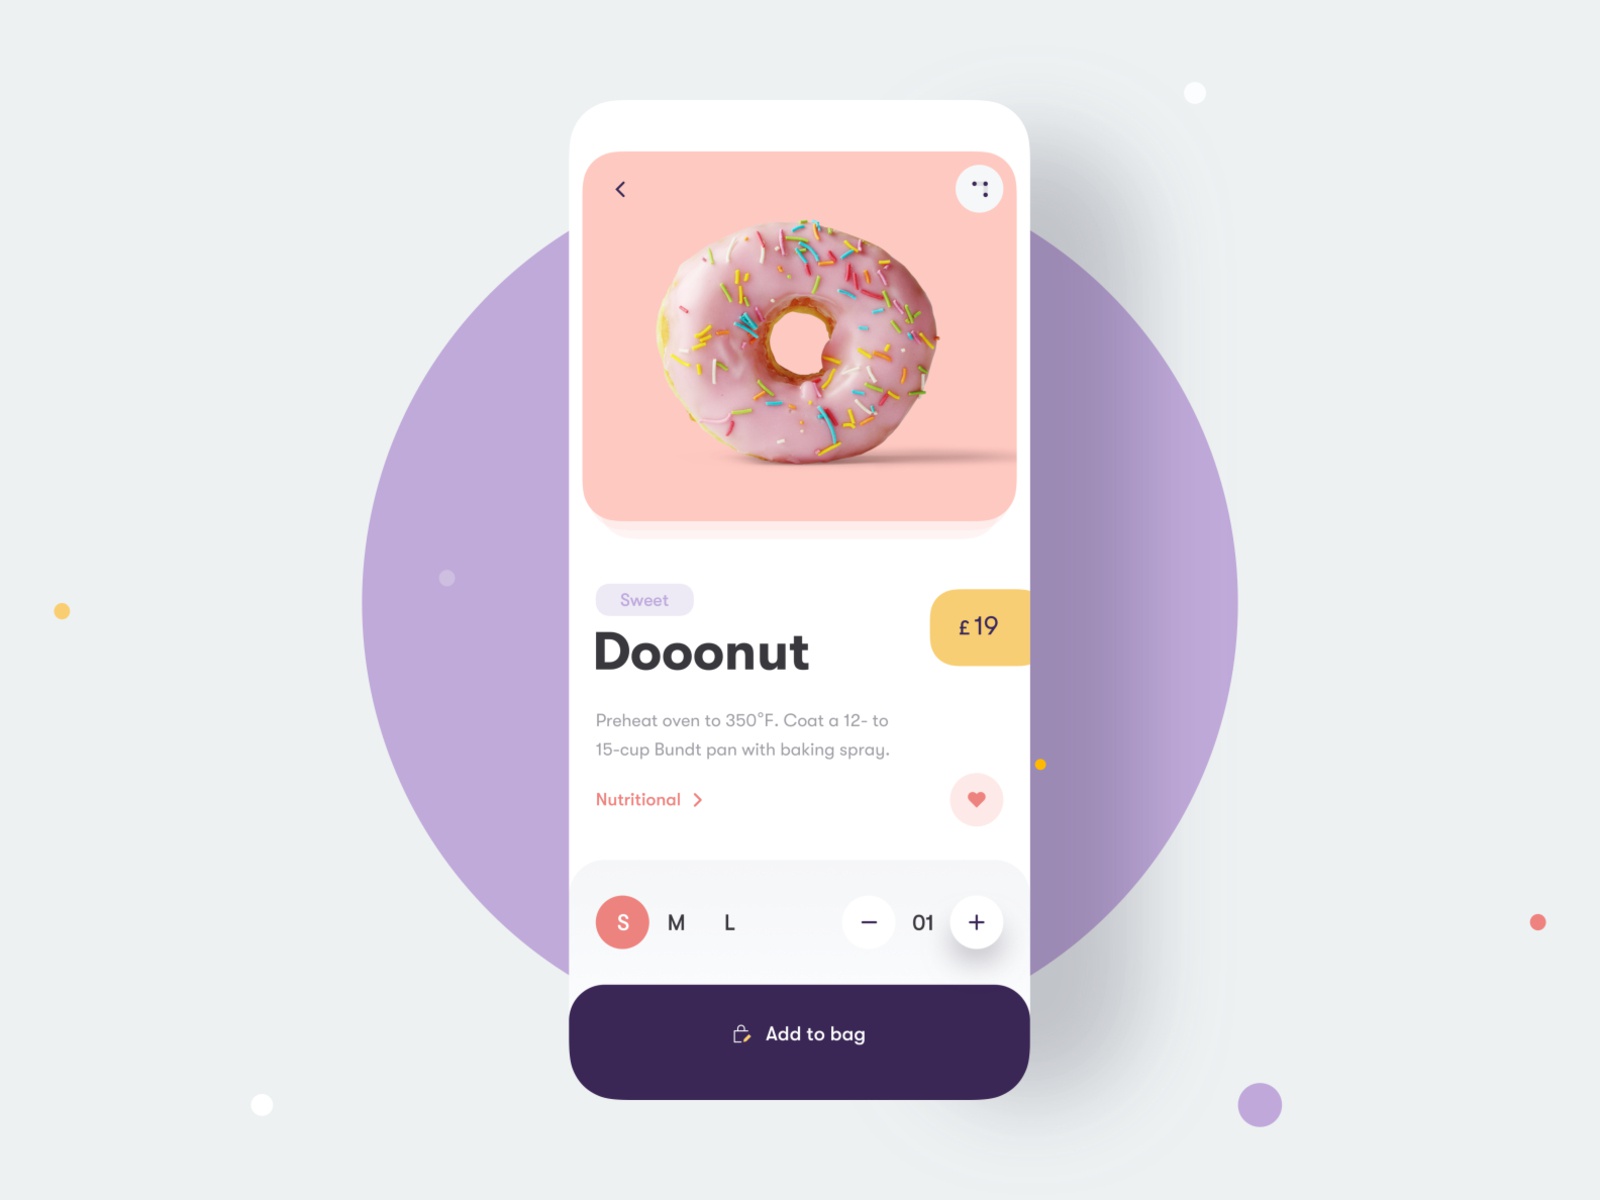 Sweet
Dooonut
£19
Preheat oven to 350°F. Coat a 12- to
15-cup Bundt pan with baking spray.
Nutritional
S M L 01
Add to bag